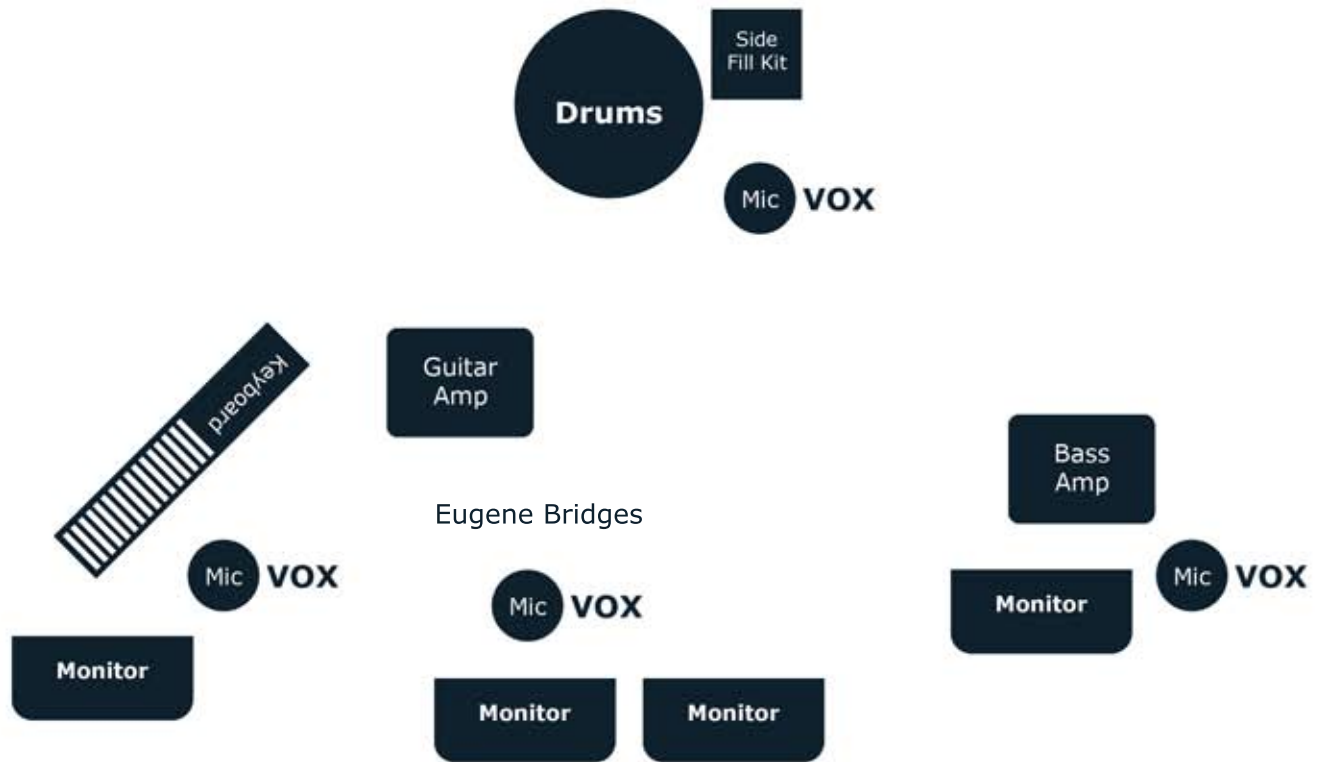 Side
Fill Kit
Drums
Mic VOX
Keyboard
Guitar
Amp
Bass
Amp
Eugene Bridges
Mic VOX
Mic VOX
Mic VOX
Monitor
Monitor
Monitor
Monitor